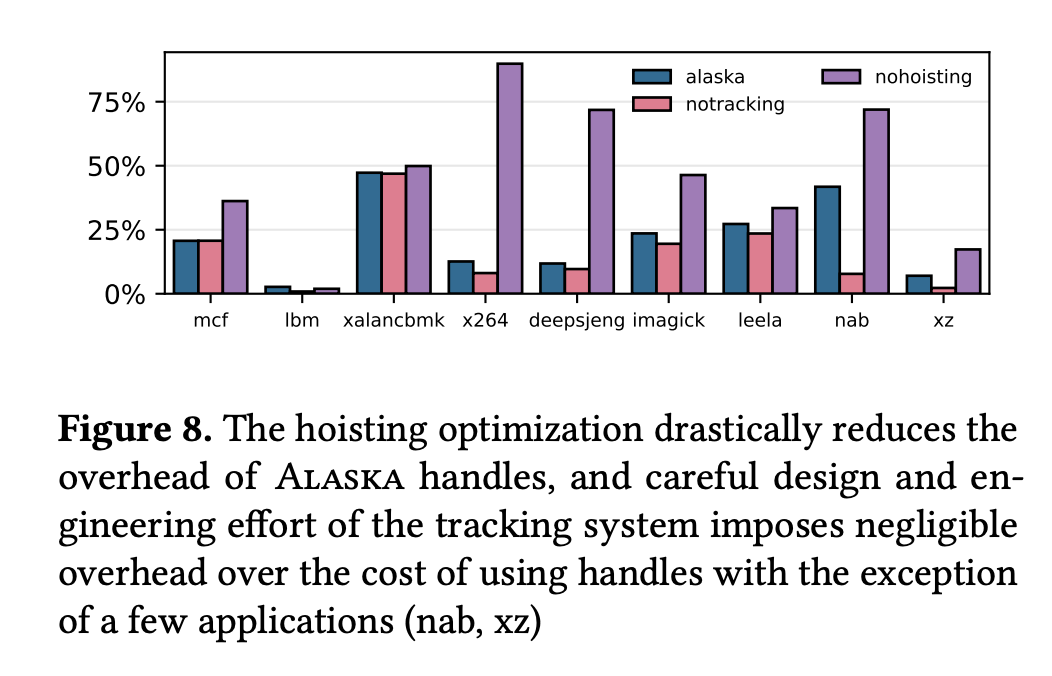 alaska
notracking
nohoisting
75%
50%
25%
0%
mcf
lbm
xalancbmk
x264
deepsjeng
imagick
leela
nab
xz
Figure 8. The hoisting optimization drastically reduces the
overhead of ALASKA handles, and careful design and en-
gineering effort of the tracking system imposes negligible
overhead over the cost of using handles with the exception
of a few applications (nab, xz)